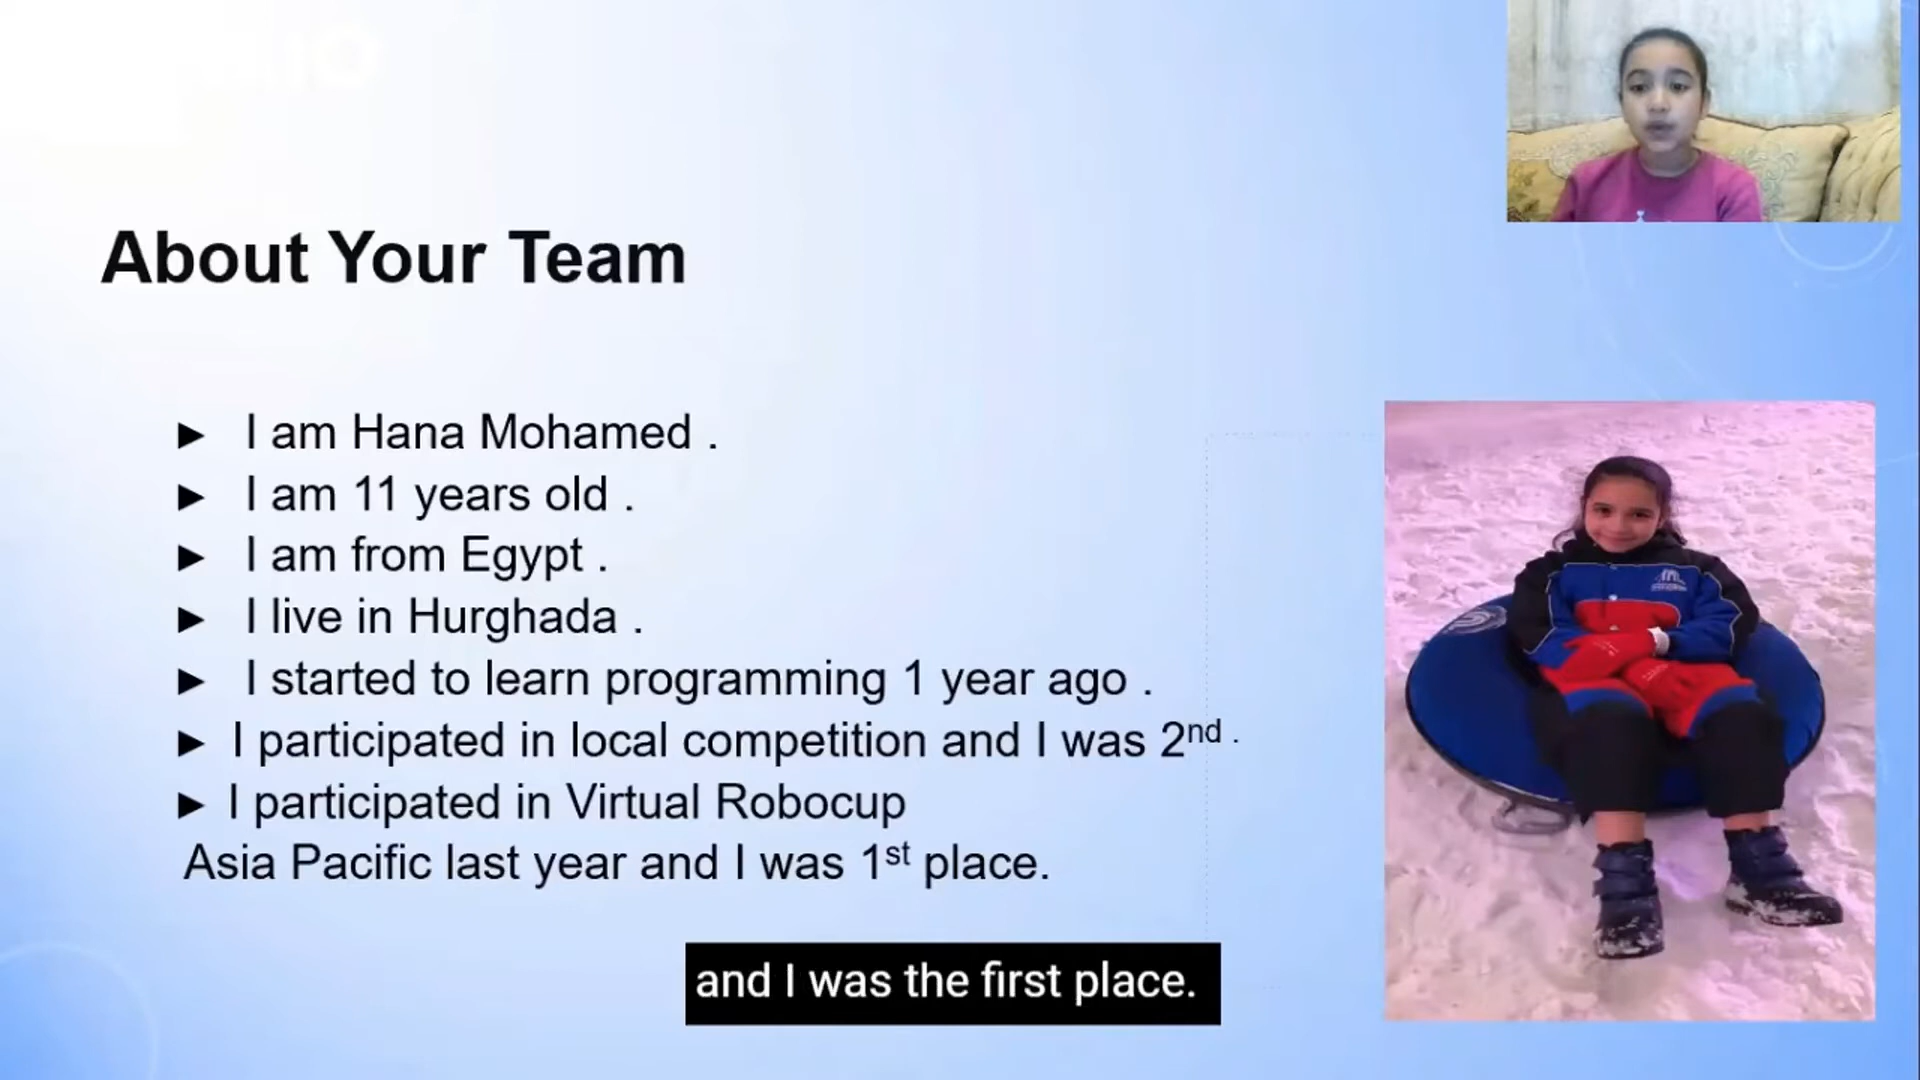 About Your Team
► I am Hana Mohamed .
► I am 11 years old .
► I am from Egypt .
► I live in Hurghada .
► I started to learn programming 1 year ago .
► I participated in local competition and I was 2nd .
► I participated in Virtual Robocup
Asia Pacific last year and I was 1st place.
and I was the first place.